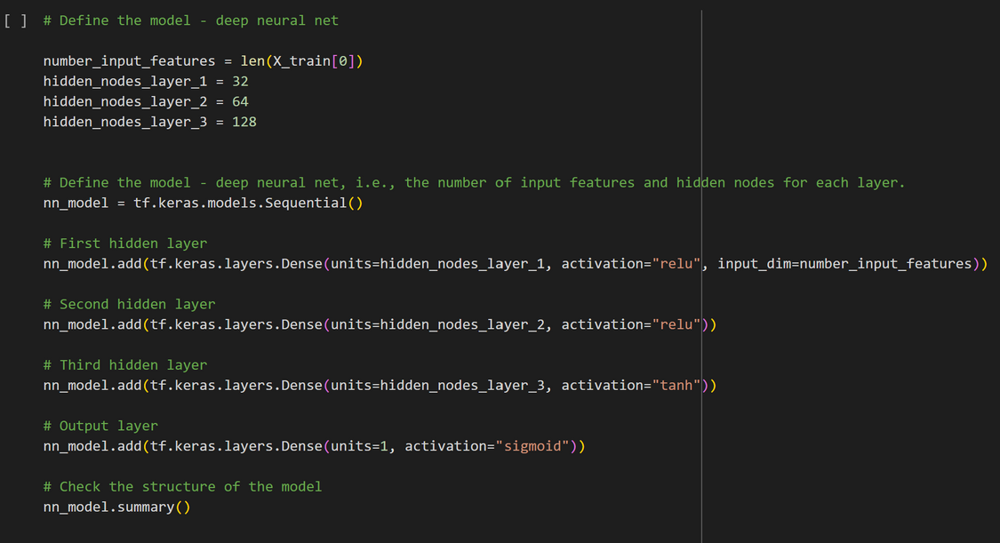 [ ] # Define the model - deep neural net
number_input_features = len(X_train[0])
hidden_nodes_layer_1 = 32
hidden_nodes_layer_2 = 64
hidden_nodes_layer_3 = 128
# Define the model - deep neural net, i.e., the number of input features and hidden nodes for each layer.
nn_model = tf.keras.models.Sequential()
# First hidden layer
nn_model.add(tf.keras.layers.Dense(units=hidden_nodes_layer_1, activation="relu", input_dim=number_input_features))
# Second hidden layer
nn_model.add(tf.keras.layers.Dense(units=hidden_nodes_layer_2, activation="relu"))
# Third hidden layer
nn_model.add(tf.keras.layers.Dense(units=hidden_nodes_layer_3, activation="tanh"))
# Output layer
nn_model.add(tf.keras.layers.Dense(units=1, activation="sigmoid"))
# Check the structure of the model
nn_model.summary()